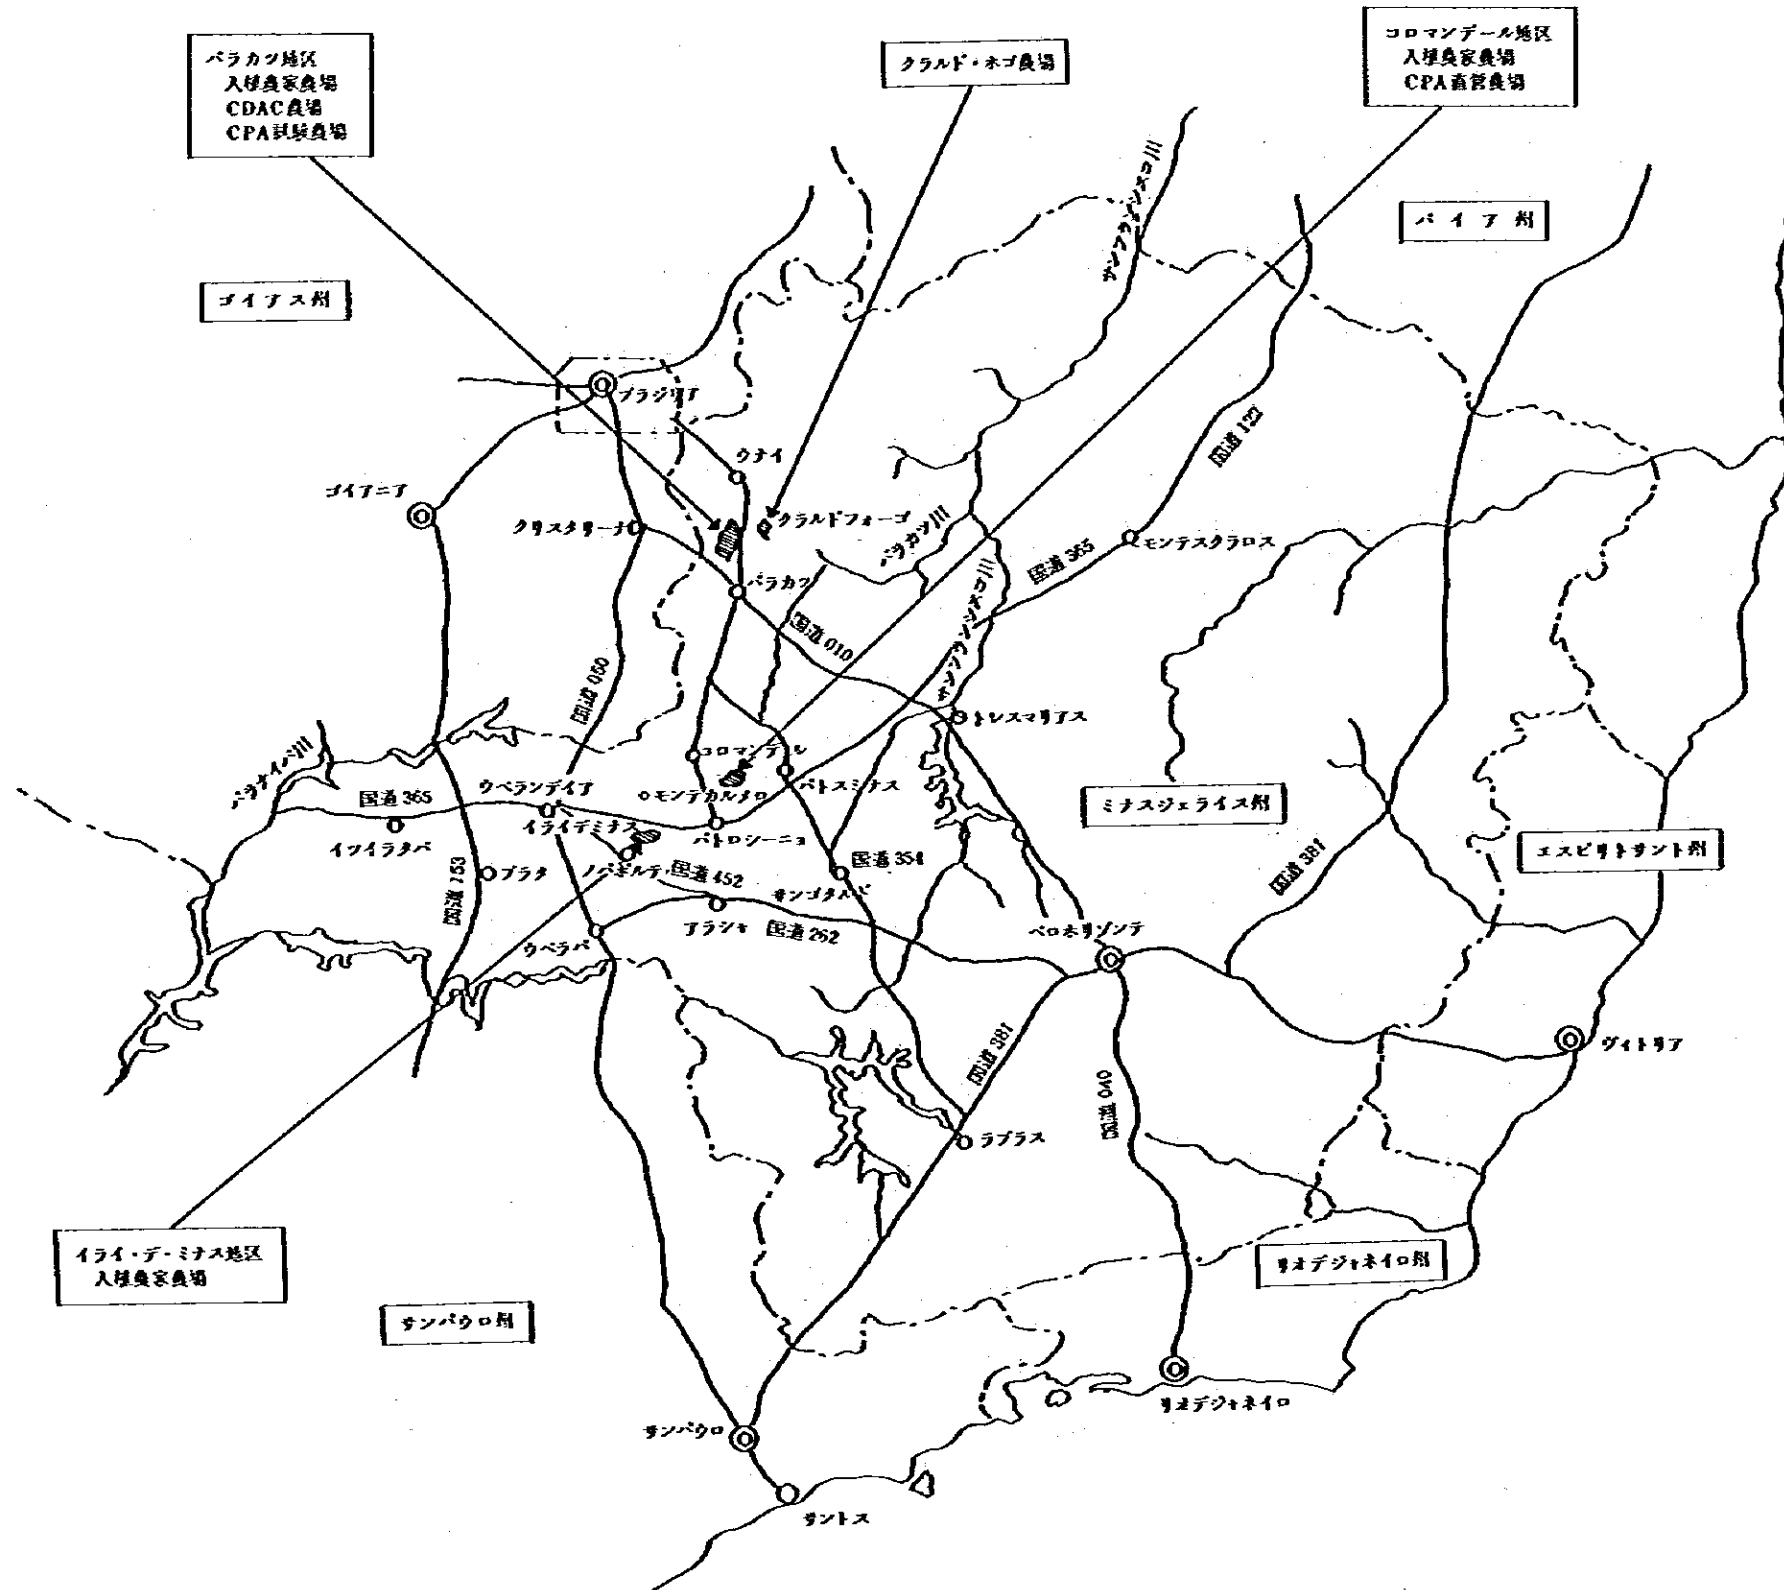 パラカツ地区
入植農家農場
CDAC農場
CPA試験農場
クラルド・ホゴ農場
コロマンデール地区
入植農家農場
CPA直営農場
バイア州
サンフランシスコ川
ゴイアス州
ブラジリア
ウナイ
国道 122
ゴイアニア
クリスタリーナ
クラルドフォーゴ
パラカツ川
モンテスクラロス
国道 365
パラカツ
国道 010
国道 050
トレスマリアス
パラナイバ川
コロマンデル
パトスミナス
モンテカルメロ
ウベランディア
国道 365
イライデミナス
パトロシーニョ
イツイラタバ
ミナスジェライス州
エスピリトサント州
国道 381
国道 153
プラタ
国道 452
国道 354
アラシャ
国道 262
ウベラバ
ベロホリゾンテ
ヴィトリア
国道 381
国道 040
ラブラス
イライ・デ・ミナス地区
入植農家農場
リオデジャネイロ州
サンパウロ州
リオデジャネイロ
サンパウロ
サントス